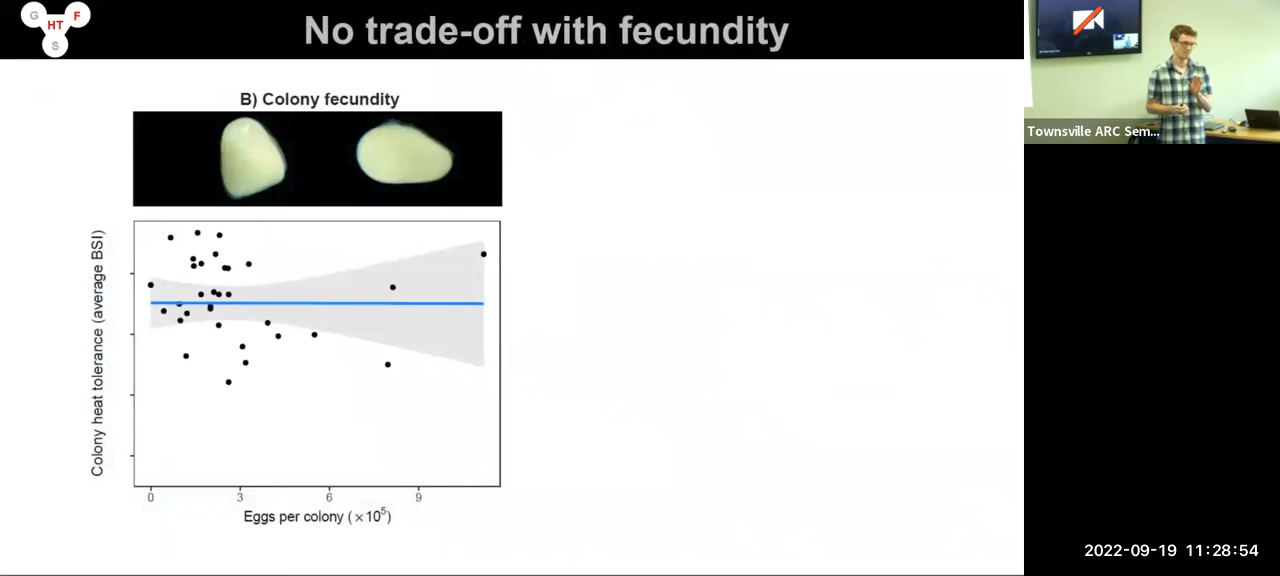 G
F
HT
S
No trade-off with fecundity
B) Colony fecundity
Colony heat tolerance (average BSI)
0 3 6 9
Eggs per colony (×10⁵)
Townsville ARC Sem...
2022-09-19 11:28:54